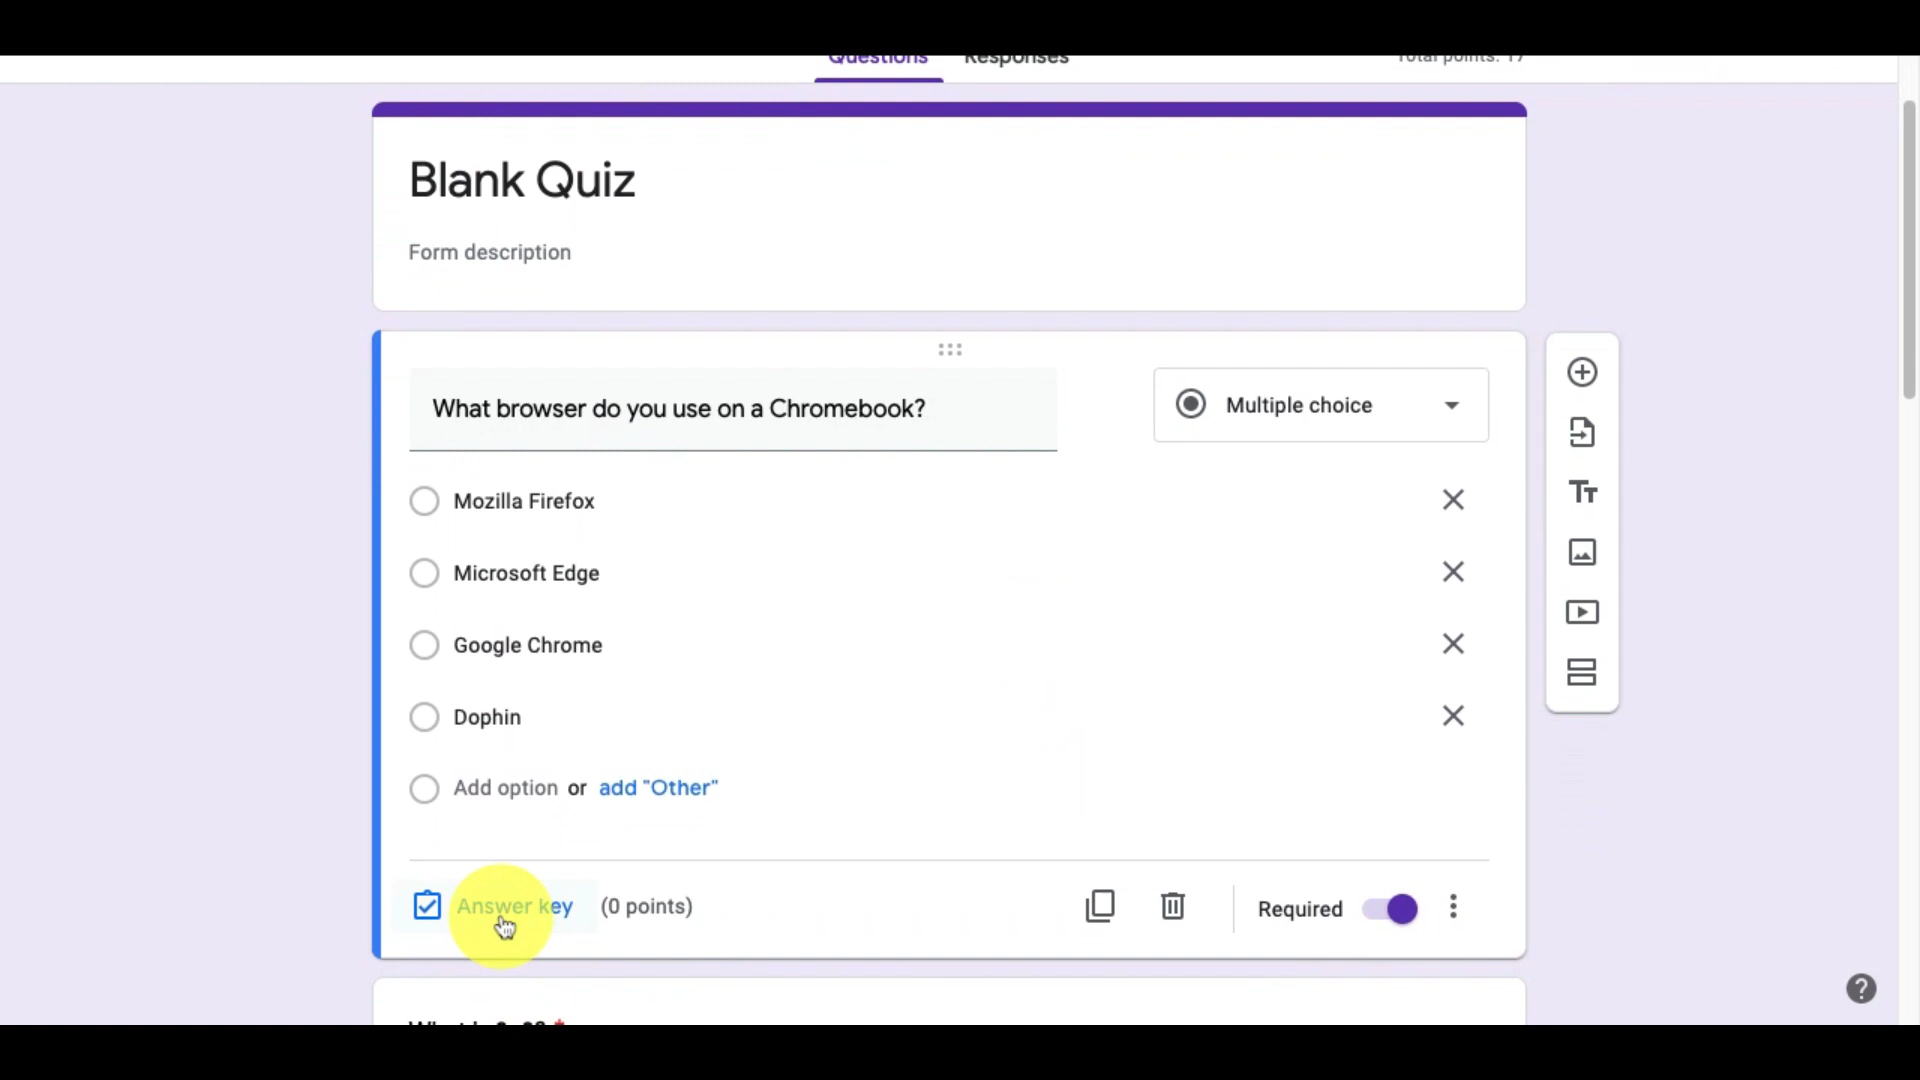 Questions Responses Total points: 17
Blank Quiz
Form description
What browser do you use on a Chromebook?
Multiple choice
Mozilla Firefox
Microsoft Edge
Google Chrome
Dophin
Add option or add "Other"
Answer key (0 points)
Required